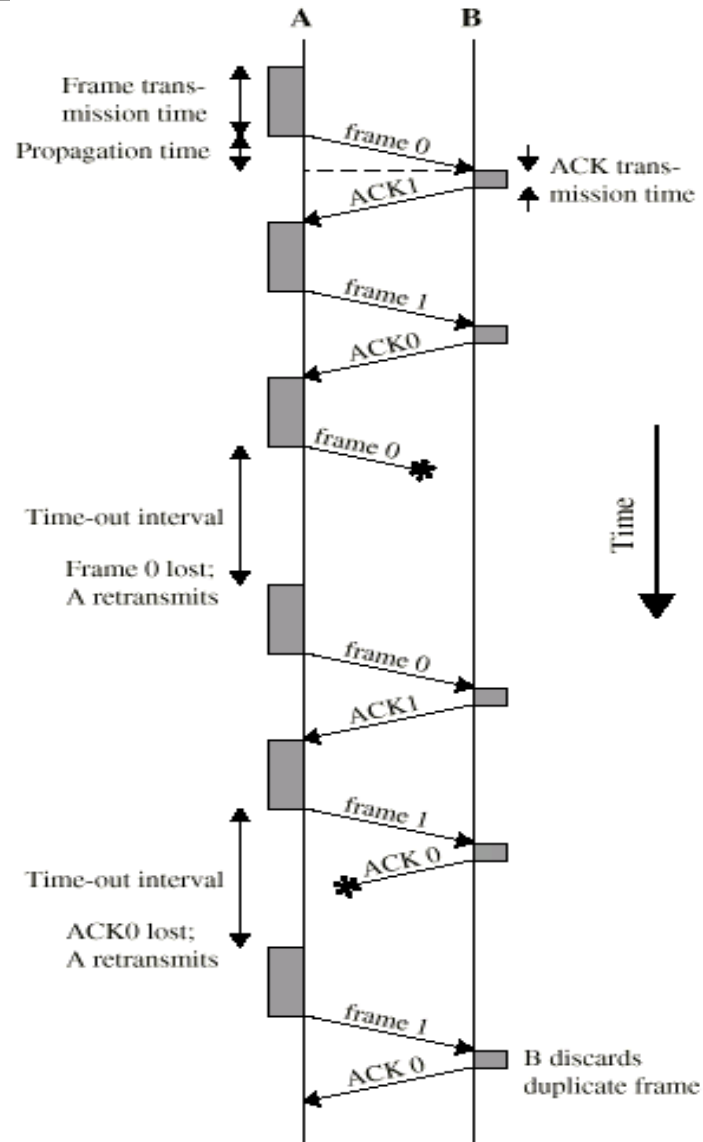 A
B
Frame trans-
mission time
Propagation time
frame 0
ACK trans-
mission time
ACK1
frame 1
ACK0
frame 0
Time-out interval
Time
Frame 0 lost;
A retransmits
frame 0
ACK1
frame 1
ACK 0
Time-out interval
ACK0 lost;
A retransmits
frame 1
ACK 0
B discards
duplicate frame